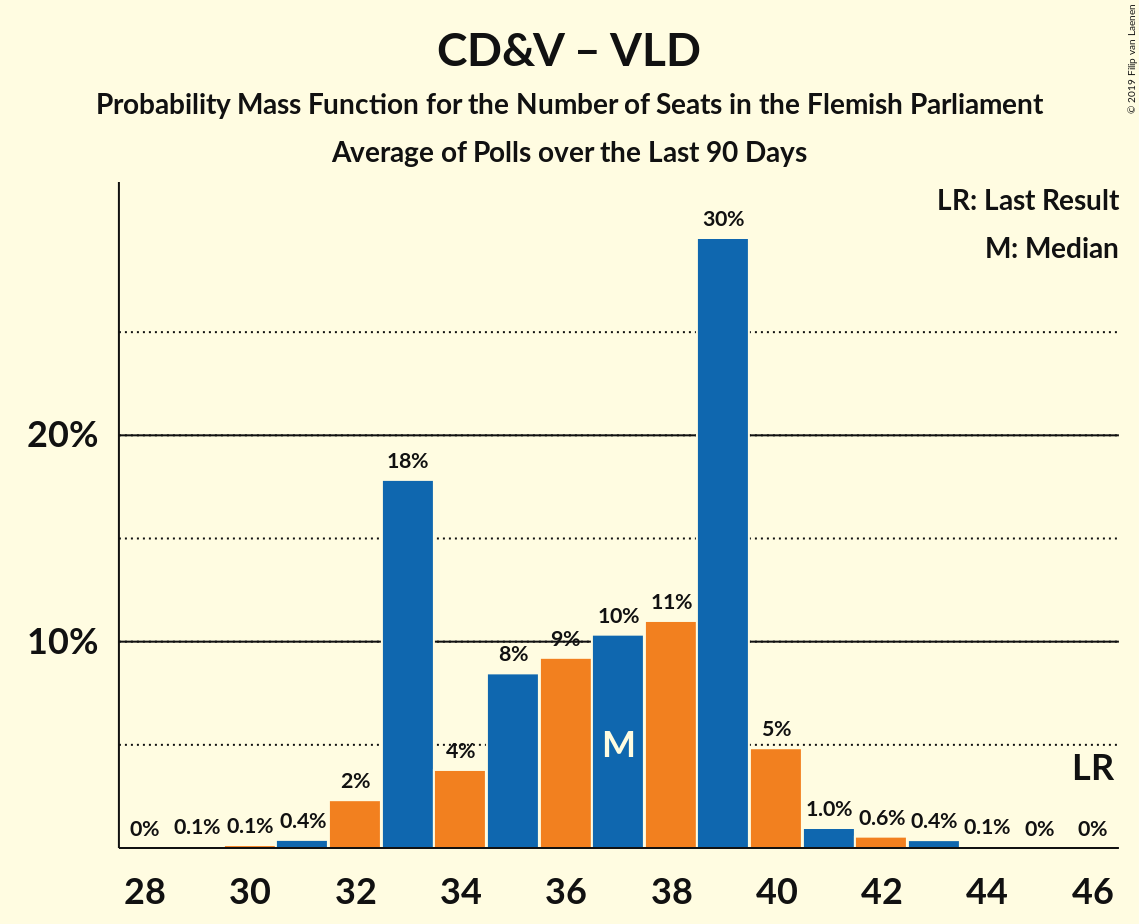 CD&V – VLD
Probability Mass Function for the Number of Seats in the Flemish Parliament
Average of Polls over the Last 90 Days
© 2019 Filip van Laenen
LR: Last Result
M: Median
20%
10%
0% 0.1% 0.1% 0.4% 2% 18% 4% 8% 9% 10% 11% 30% 5% 1.0% 0.6% 0.4% 0.1% 0% 0%
M
LR
28 30 32 34 36 38 40 42 44 46